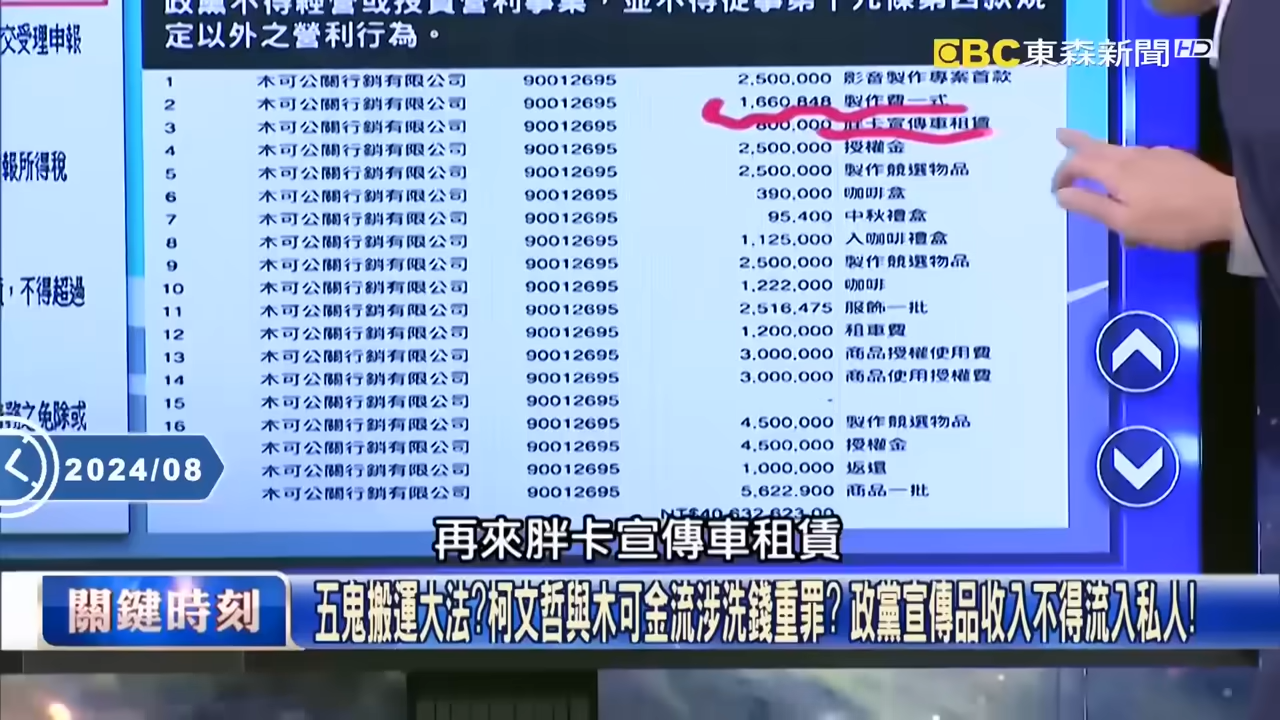 政黨不得經營或投資營利事業，並不得從事第十九條第四款規
定以外之營利行為。
EBC東森新聞HD
交受理申報
報所得稅
，不得超過
之免除或
1 木可公關行銷有限公司 90012695 2,500,000 影音製作專案首款
2 木可公關行銷有限公司 90012695 1,660,848 製作費一式
3 木可公關行銷有限公司 90012695 800,000 胖卡宣傳車租賃
4 木可公關行銷有限公司 90012695 2,500,000 授權金
5 木可公關行銷有限公司 90012695 2,500,000 製作競選物品
6 木可公關行銷有限公司 90012695 390,000 咖啡盒
7 木可公關行銷有限公司 90012695 95,400 中秋禮盒
8 木可公關行銷有限公司 90012695 1,125,000 入咖啡禮盒
9 木可公關行銷有限公司 90012695 2,500,000 製作競選物品
10 木可公關行銷有限公司 90012695 1,222,000 咖啡
11 木可公關行銷有限公司 90012695 2,516,475 服飾一批
12 木可公關行銷有限公司 90012695 1,200,000 租車費
13 木可公關行銷有限公司 90012695 3,000,000 商品授權使用費
14 木可公關行銷有限公司 90012695 3,000,000 商品使用授權費
15 木可公關行銷有限公司 90012695 -
16 木可公關行銷有限公司 90012695 4,500,000 製作競選物品
木可公關行銷有限公司 90012695 4,500,000 授權金
木可公關行銷有限公司 90012695 1,000,000 返還
木可公關行銷有限公司 90012695 5,622,900 商品一批
NT$40,632,623.00
2024/08
再來胖卡宣傳車租賃
關鍵時刻
五鬼搬運大法?柯文哲與木可金流涉洗錢重罪? 政黨宣傳品收入不得流入私人!